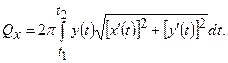 Q_x = 2π ∫_{t_1}^{t_2} y(t) √([x'(t)]^2 + [y'(t)]^2) dt.